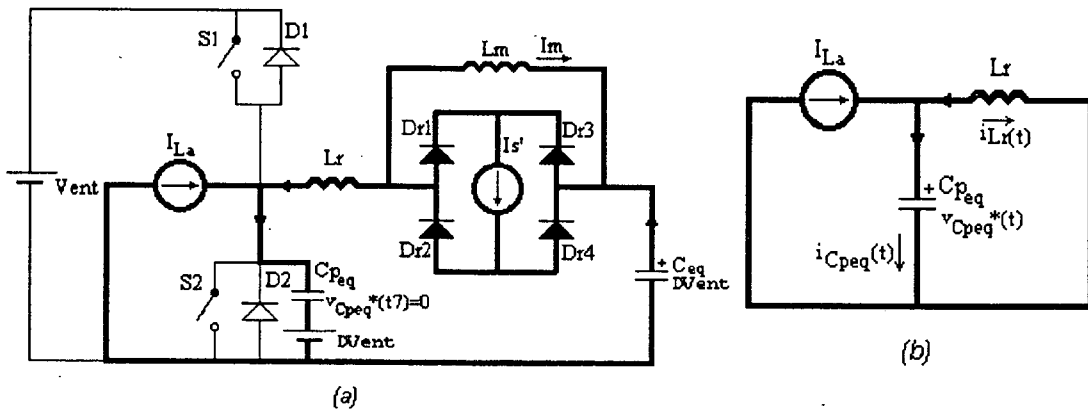 S1
D1
Lm
Im
Dr1
Dr3
Is'
ILa
Lr
Vent
Dr2
Dr4
S2
D2
Cpeq
vCpeq*(t7)=0
DVent
+ Ceq
DVent
(a)
ILa
Lr
iLr(t)
+ Cpeq
vCpeq*(t)
iCpeq(t)
(b)